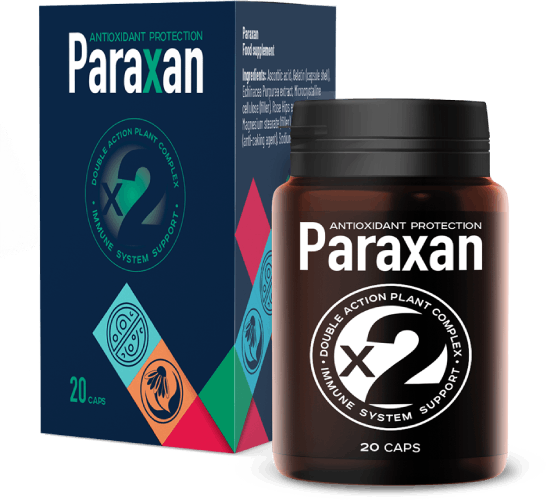 ANTIOXIDANT PROTECTION
Paraxan
DOUBLE ACTION PLANT COMPLEX
x2
IMMUNE SYSTEM SUPPORT
20 CAPS
Paraxan
Food supplement
Ingredients: Ascorbic acid, Gelatin (capsule shell),
Echinacea Purpurea extract, Microcrystalline
cellulose (filler), Rose Hips
Magnesium stearate (filler)
(anti-caking agent), Sodium
ANTIOXIDANT PROTECTION
Paraxan
DOUBLE ACTION PLANT COMPLEX
x2
IMMUNE SYSTEM SUPPORT
20 CAPS